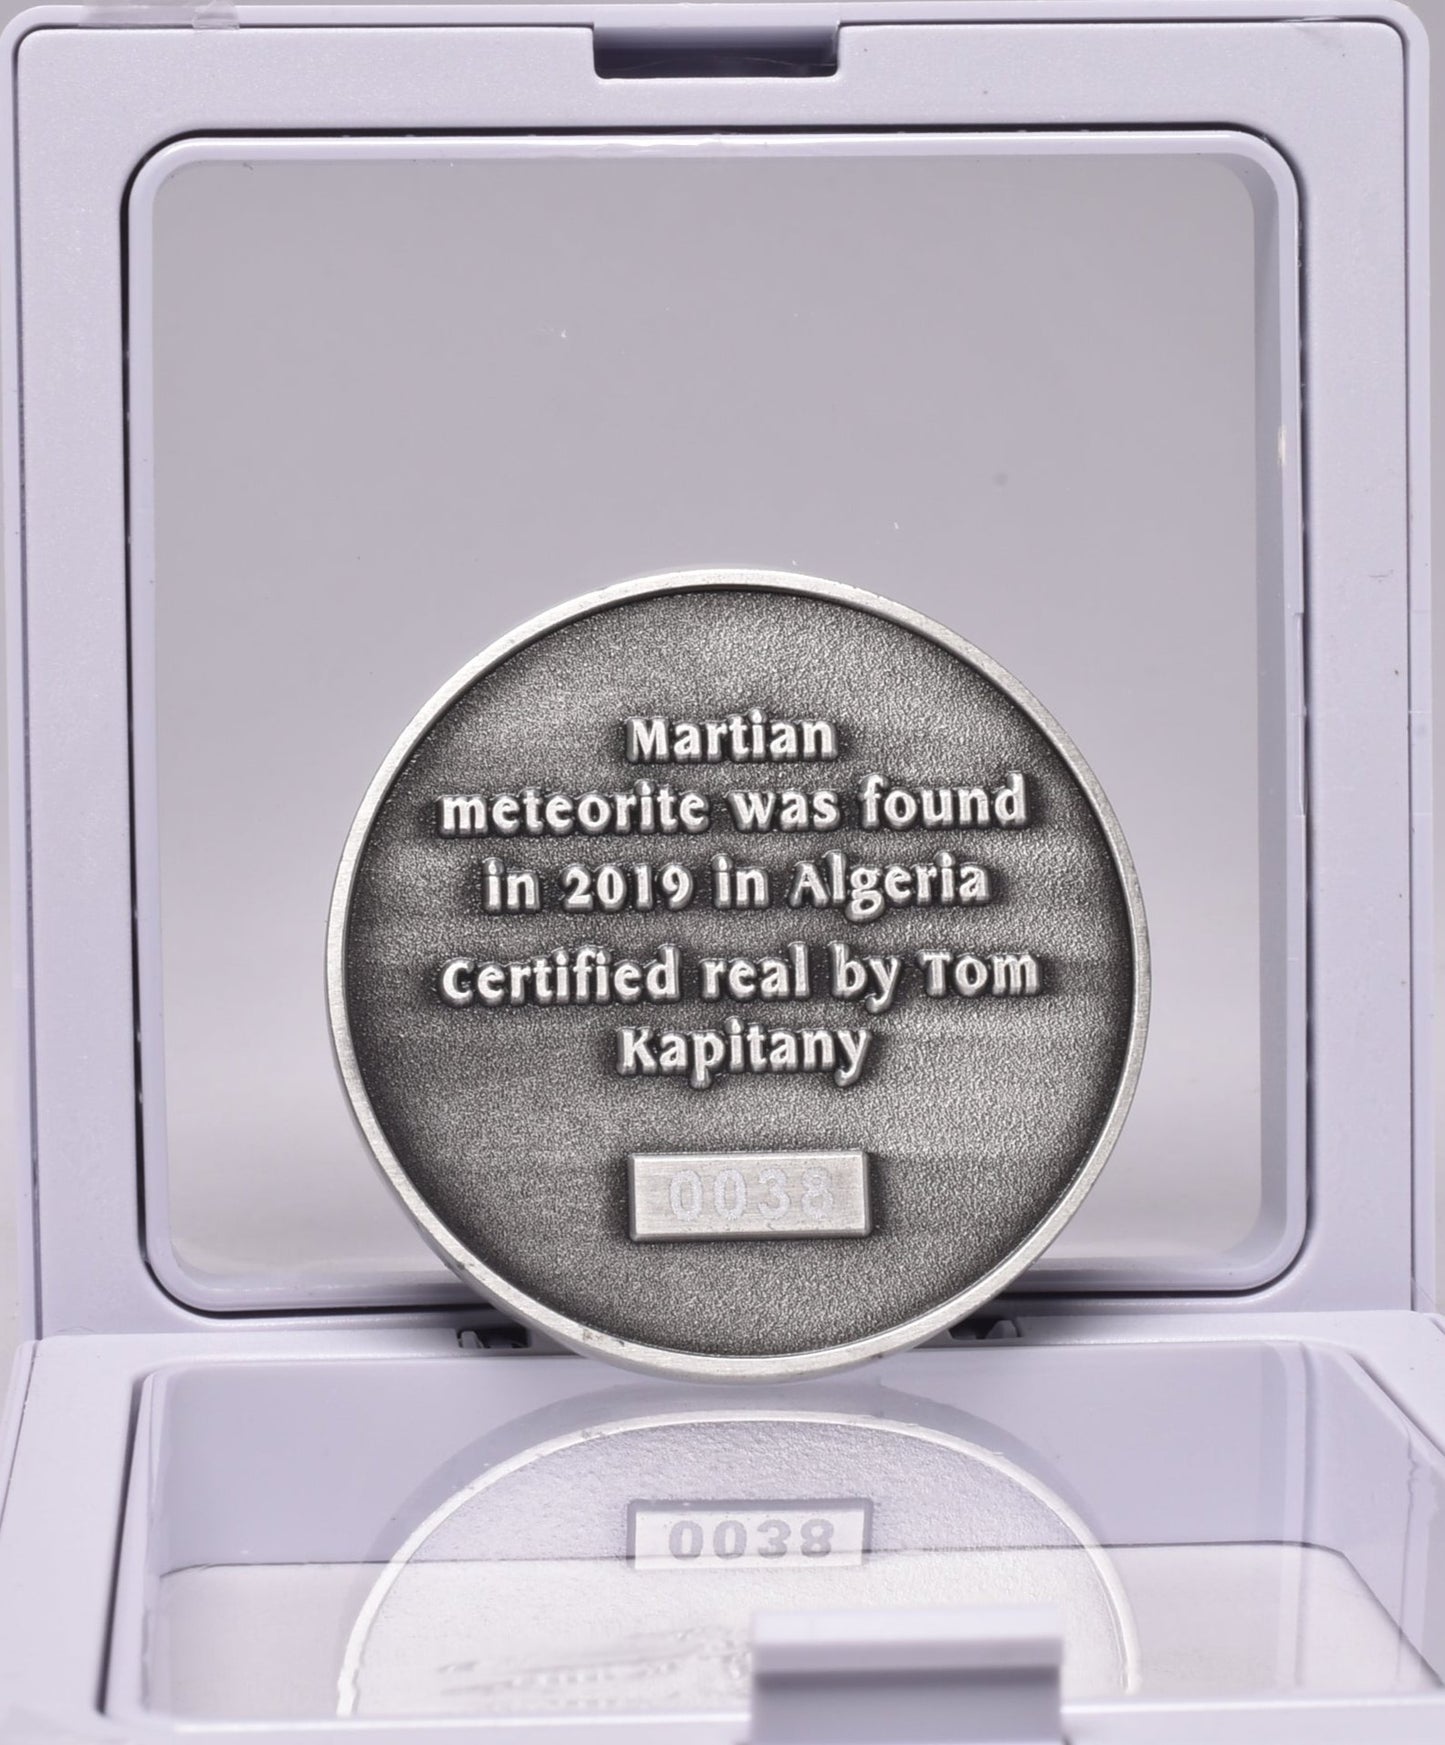 Martian
meteorite was found
in 2019 in Algeria
Certified real by Tom
Kapitany
0038
0038